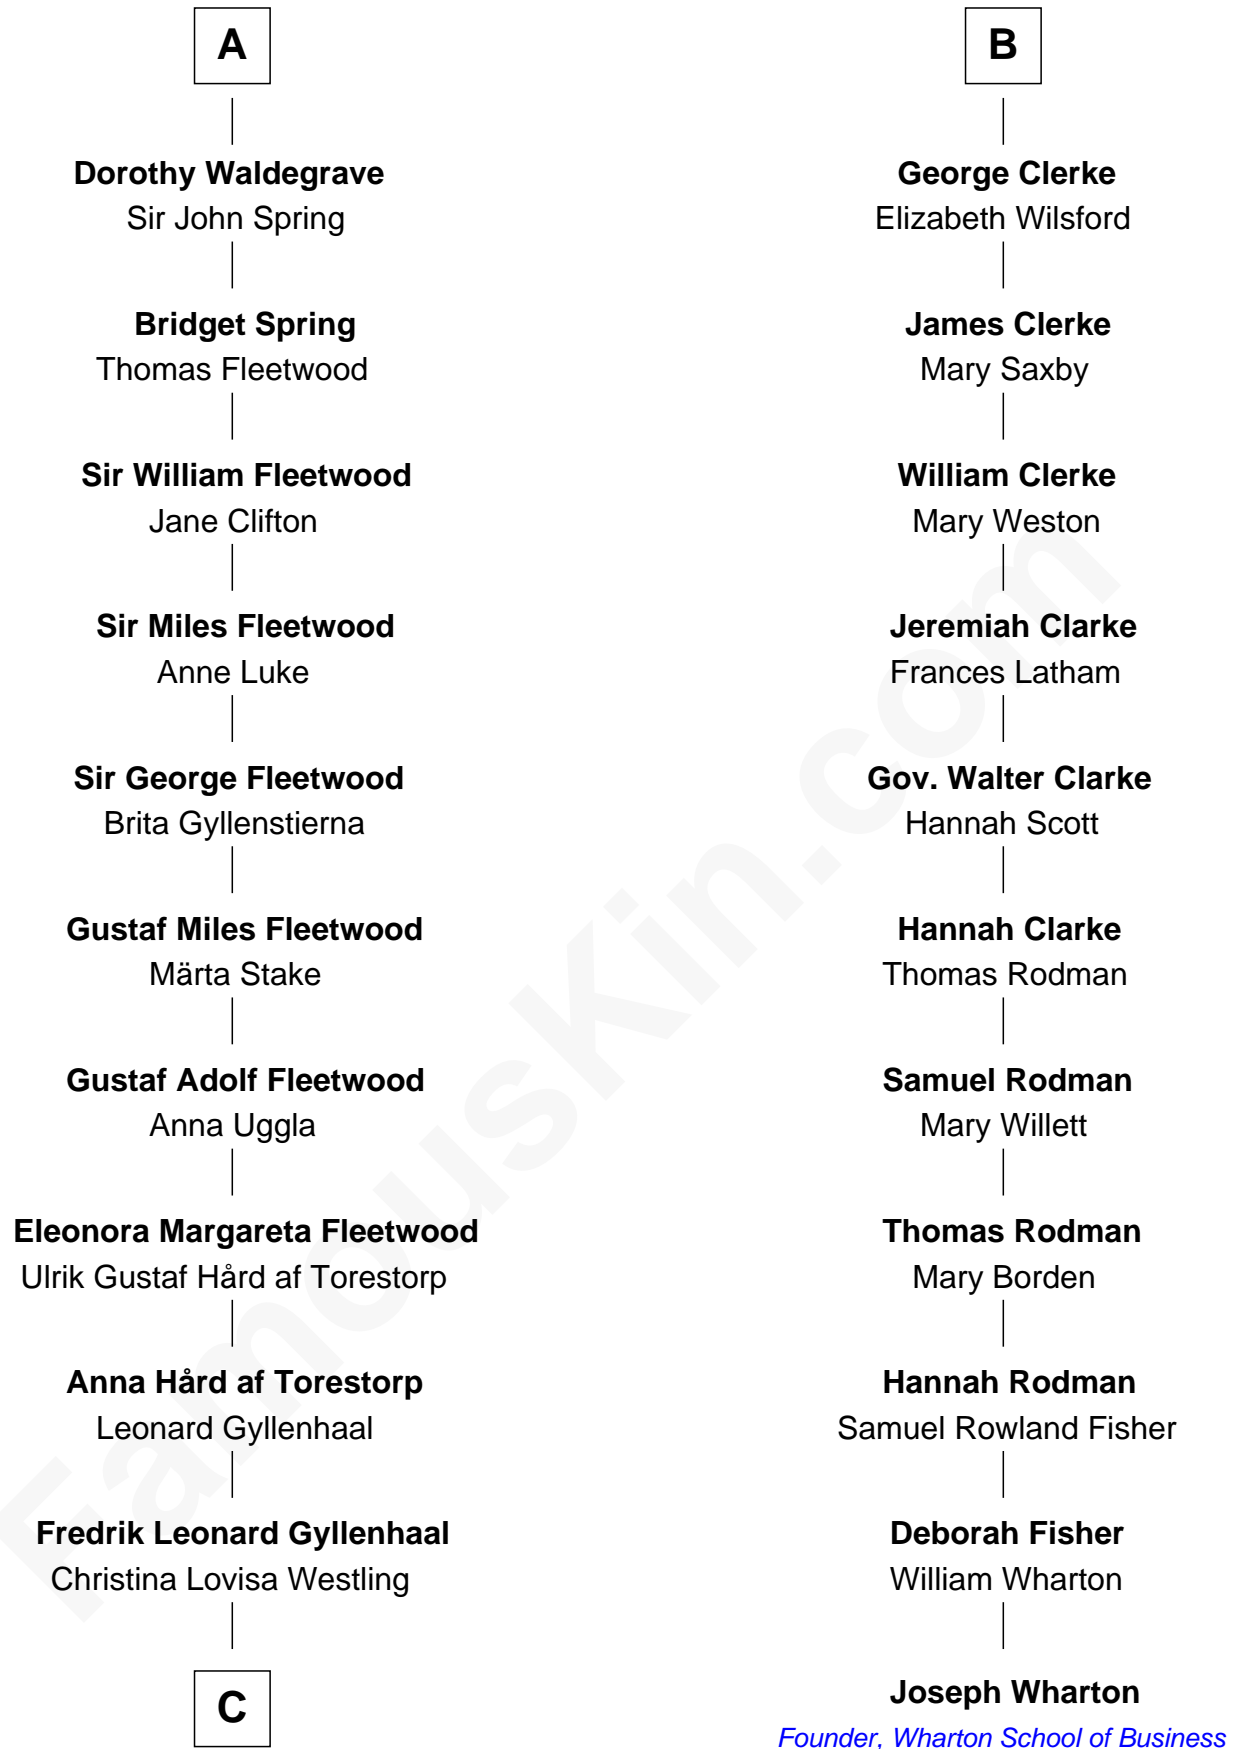 A
Dorothy Waldegrave
Sir John Spring
Bridget Spring
Thomas Fleetwood
Sir William Fleetwood
Jane Clifton
Sir Miles Fleetwood
Anne Luke
Sir George Fleetwood
Brita Gyllenstierna
Gustaf Miles Fleetwood
Märta Stake
Gustaf Adolf Fleetwood
Anna Uggla
Eleonora Margareta Fleetwood
Ulrik Gustaf Hård af Torestorp
Anna Hård af Torestorp
Leonard Gyllenhaal
Fredrik Leonard Gyllenhaal
Christina Lovisa Westling
C
B
George Clerke
Elizabeth Wilsford
James Clerke
Mary Saxby
William Clerke
Mary Weston
Jeremiah Clarke
Frances Latham
Gov. Walter Clarke
Hannah Scott
Hannah Clarke
Thomas Rodman
Samuel Rodman
Mary Willett
Thomas Rodman
Mary Borden
Hannah Rodman
Samuel Rowland Fisher
Deborah Fisher
William Wharton
Joseph Wharton
Founder, Wharton School of Business
FamousKin.com